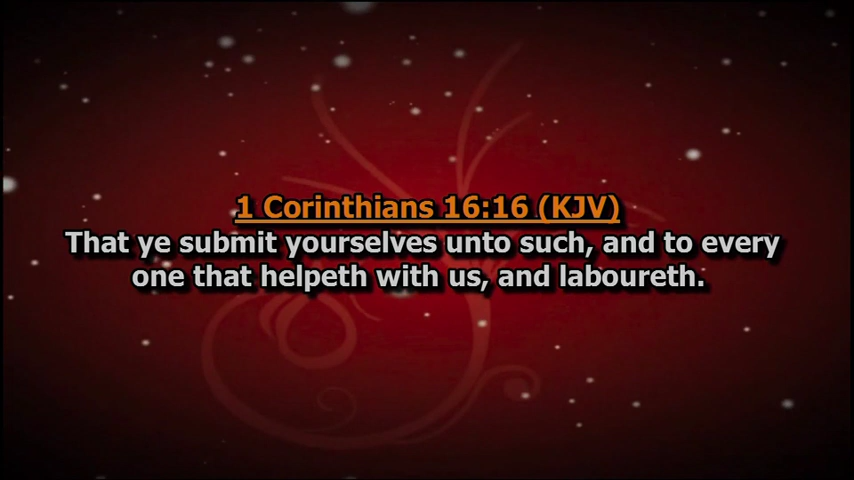 1 Corinthians 16:16 (KJV)
That ye submit yourselves unto such, and to every
one that helpeth with us, and laboureth.